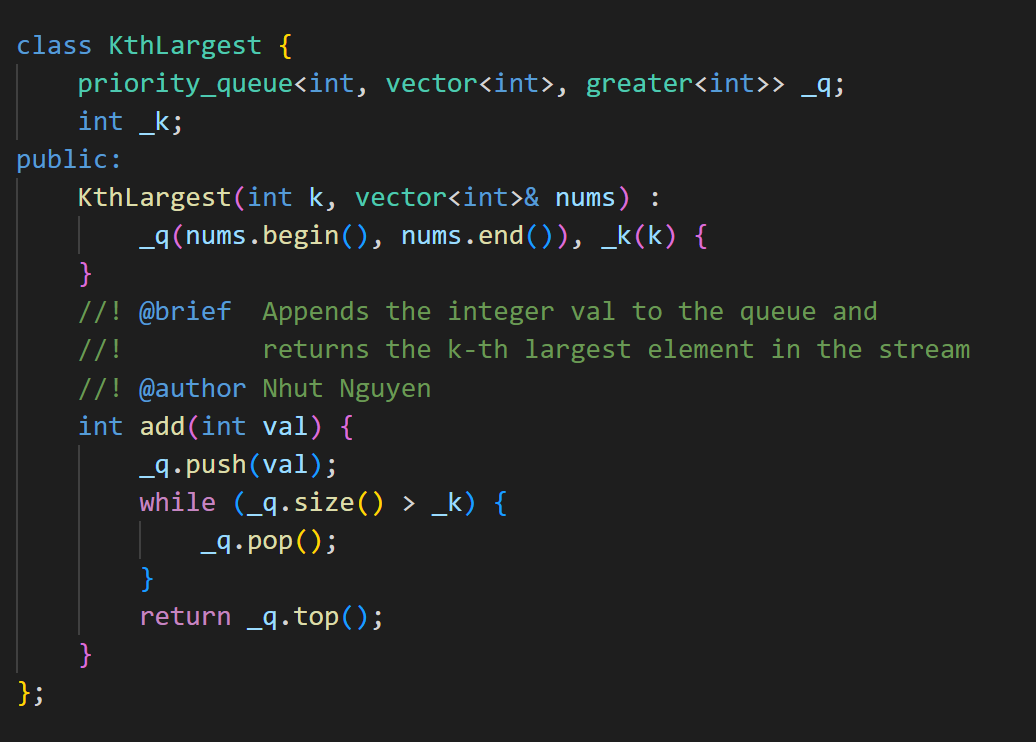 class KthLargest {
    priority_queue<int, vector<int>, greater<int>> _q;
    int _k;
public:
    KthLargest(int k, vector<int>& nums) :
        _q(nums.begin(), nums.end()), _k(k) {
    }
    //! @brief  Appends the integer val to the queue and
    //!         returns the k-th largest element in the stream
    //! @author Nhut Nguyen
    int add(int val) {
        _q.push(val);
        while (_q.size() > _k) {
            _q.pop();
        }
        return _q.top();
    }
};